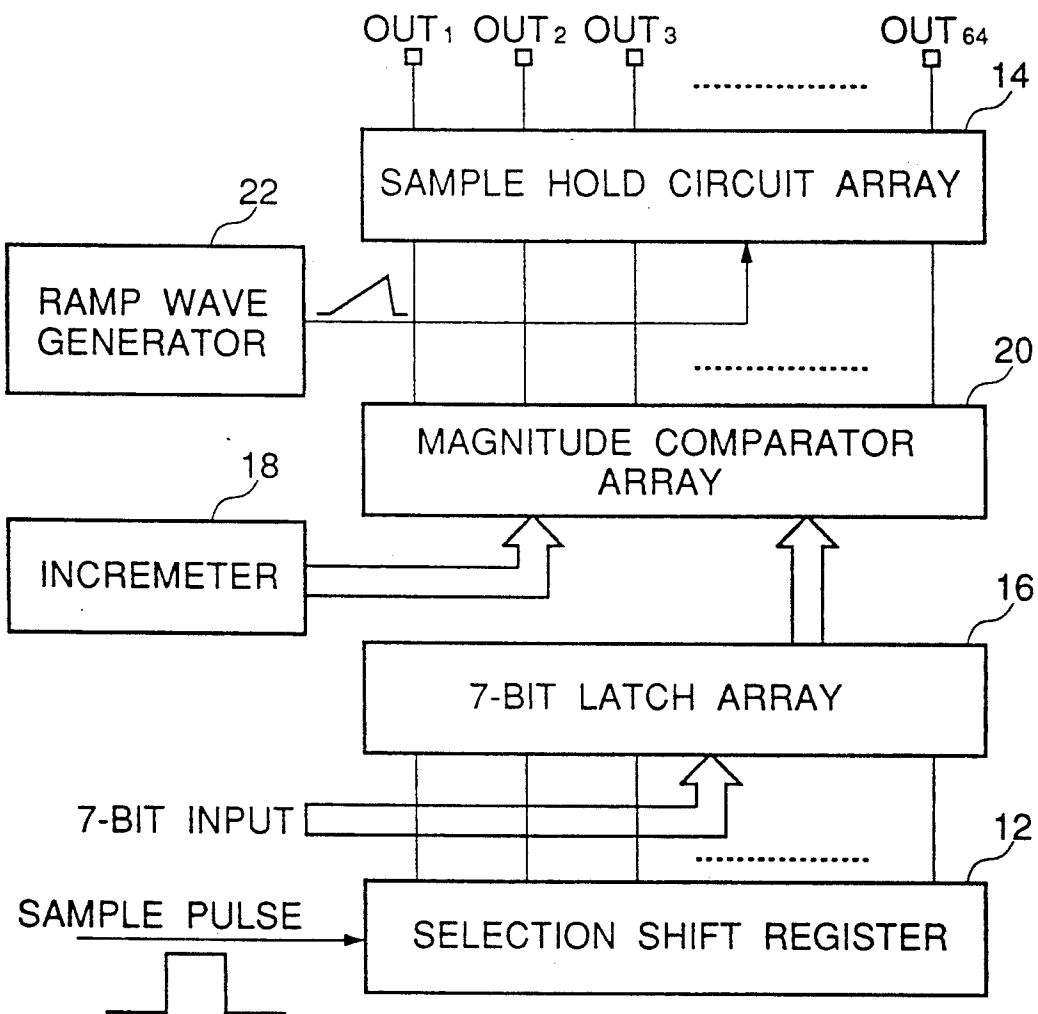 OUT1 OUT2 OUT3 OUT64
14
SAMPLE HOLD CIRCUIT ARRAY
22
RAMP WAVE
GENERATOR
20
MAGNITUDE COMPARATOR
ARRAY
18
INCREMETER
16
7-BIT LATCH ARRAY
7-BIT INPUT
12
SAMPLE PULSE
SELECTION SHIFT REGISTER